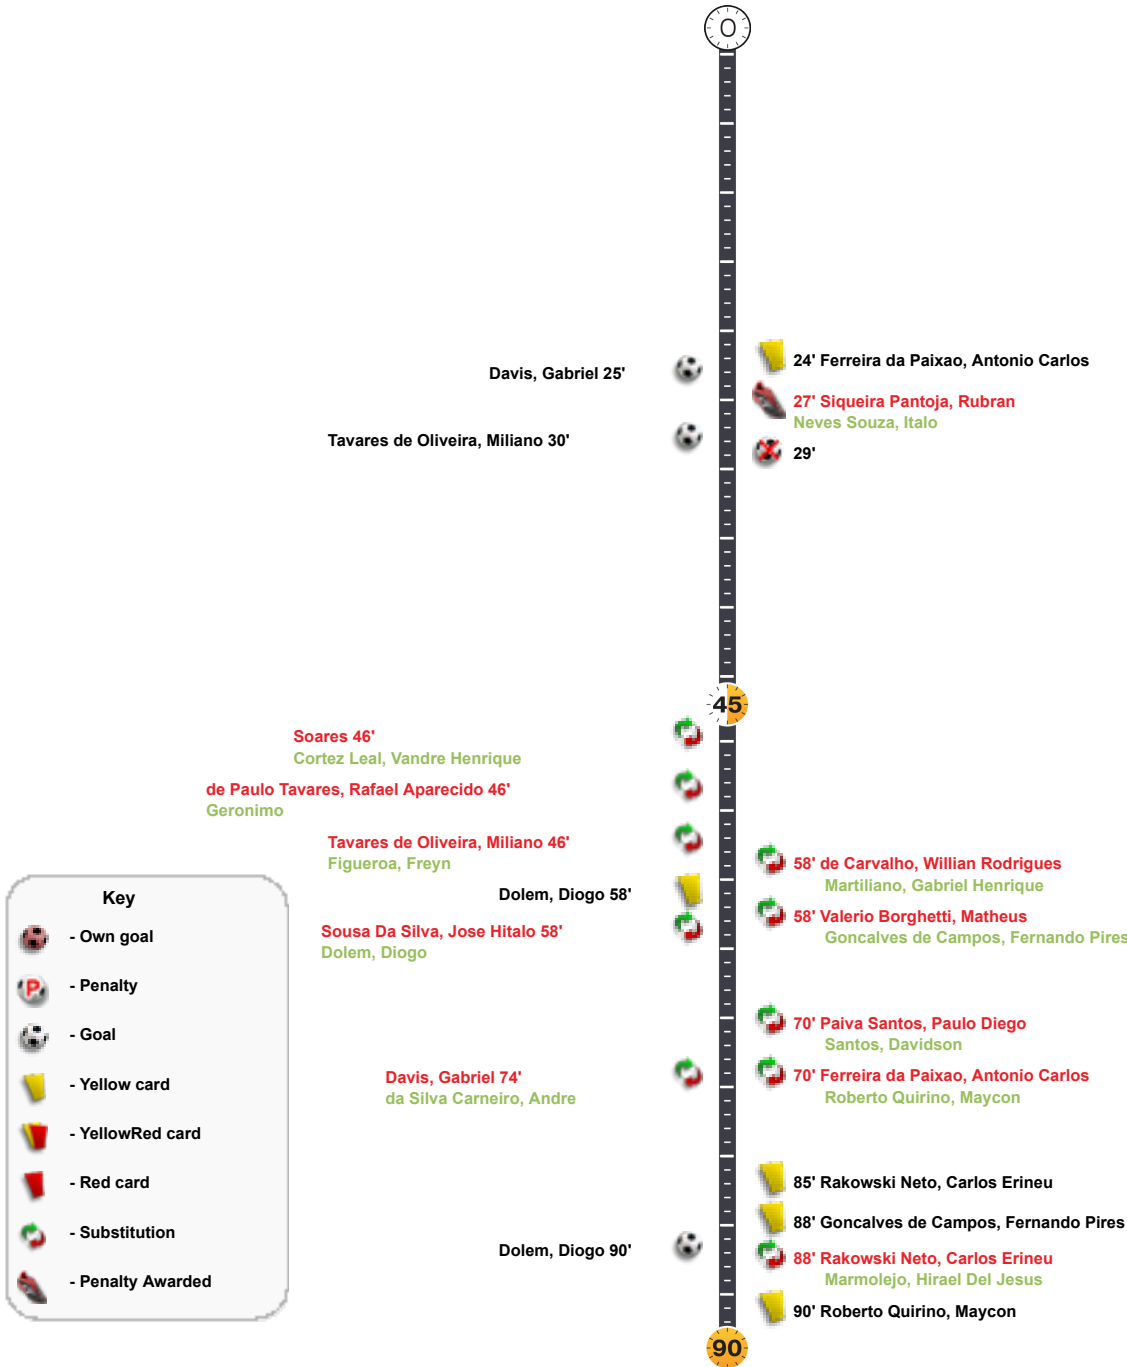 0
24' Ferreira da Paixao, Antonio Carlos
Davis, Gabriel 25'
27' Siqueira Pantoja, Rubran
Neves Souza, Italo
Tavares de Oliveira, Miliano 30'
29'
45
Soares 46'
Cortez Leal, Vandre Henrique
de Paulo Tavares, Rafael Aparecido 46'
Geronimo
Tavares de Oliveira, Miliano 46'
Figueroa, Freyn
58' de Carvalho, Willian Rodrigues
Martiliano, Gabriel Henrique
Dolem, Diogo 58'
58' Valerio Borghetti, Matheus
Goncalves de Campos, Fernando Pires
Sousa Da Silva, Jose Hitalo 58'
Dolem, Diogo
70' Paiva Santos, Paulo Diego
Santos, Davidson
Davis, Gabriel 74'
da Silva Carneiro, Andre
70' Ferreira da Paixao, Antonio Carlos
Roberto Quirino, Maycon
85' Rakowski Neto, Carlos Erineu
88' Goncalves de Campos, Fernando Pires
Dolem, Diogo 90'
88' Rakowski Neto, Carlos Erineu
Marmolejo, Hirael Del Jesus
90' Roberto Quirino, Maycon
90
Key
- Own goal
P
- Penalty
- Goal
- Yellow card
- YellowRed card
- Red card
- Substitution
- Penalty Awarded